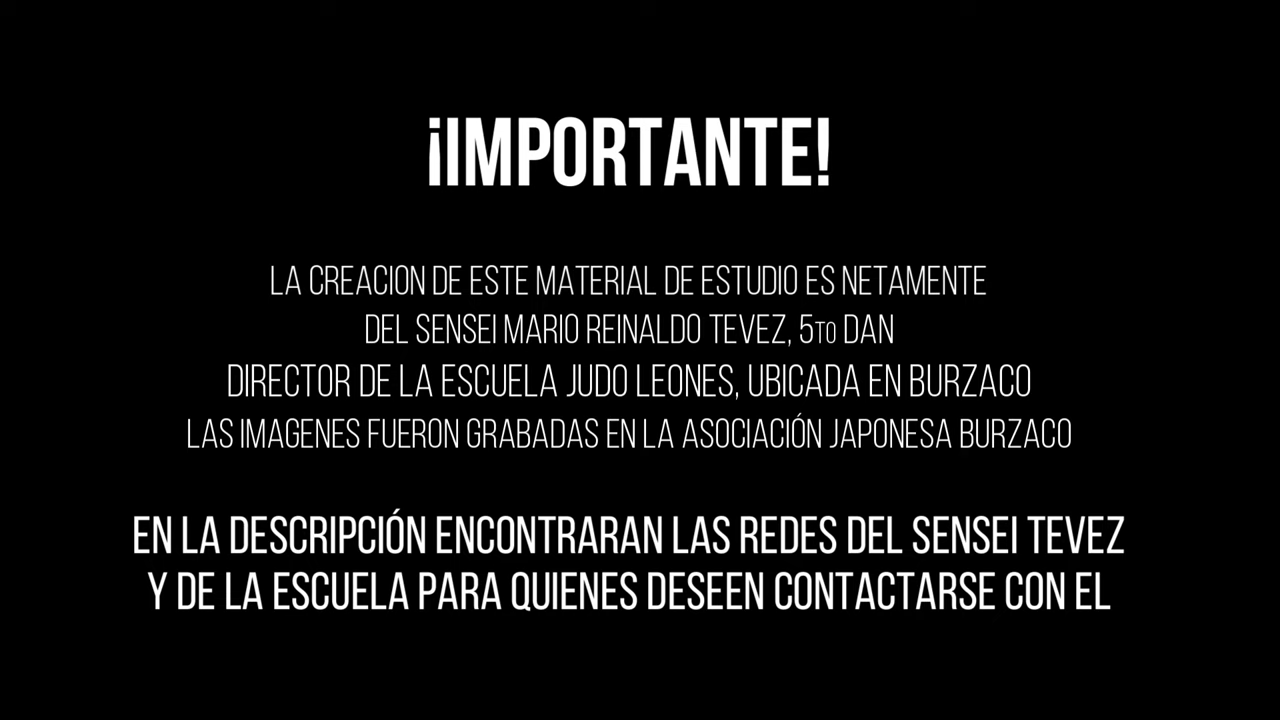 ¡IMPORTANTE!
LA CREACION DE ESTE MATERIAL DE ESTUDIO ES NETAMENTE
DEL SENSEI MARIO REINALDO TEVEZ, 5TO DAN
DIRECTOR DE LA ESCUELA JUDO LEONES, UBICADA EN BURZACO
LAS IMAGENES FUERON GRABADAS EN LA ASOCIACIÓN JAPONESA BURZACO
EN LA DESCRIPCIÓN ENCONTRARAN LAS REDES DEL SENSEI TEVEZ
Y DE LA ESCUELA PARA QUIENES DESEEN CONTACTARSE CON EL